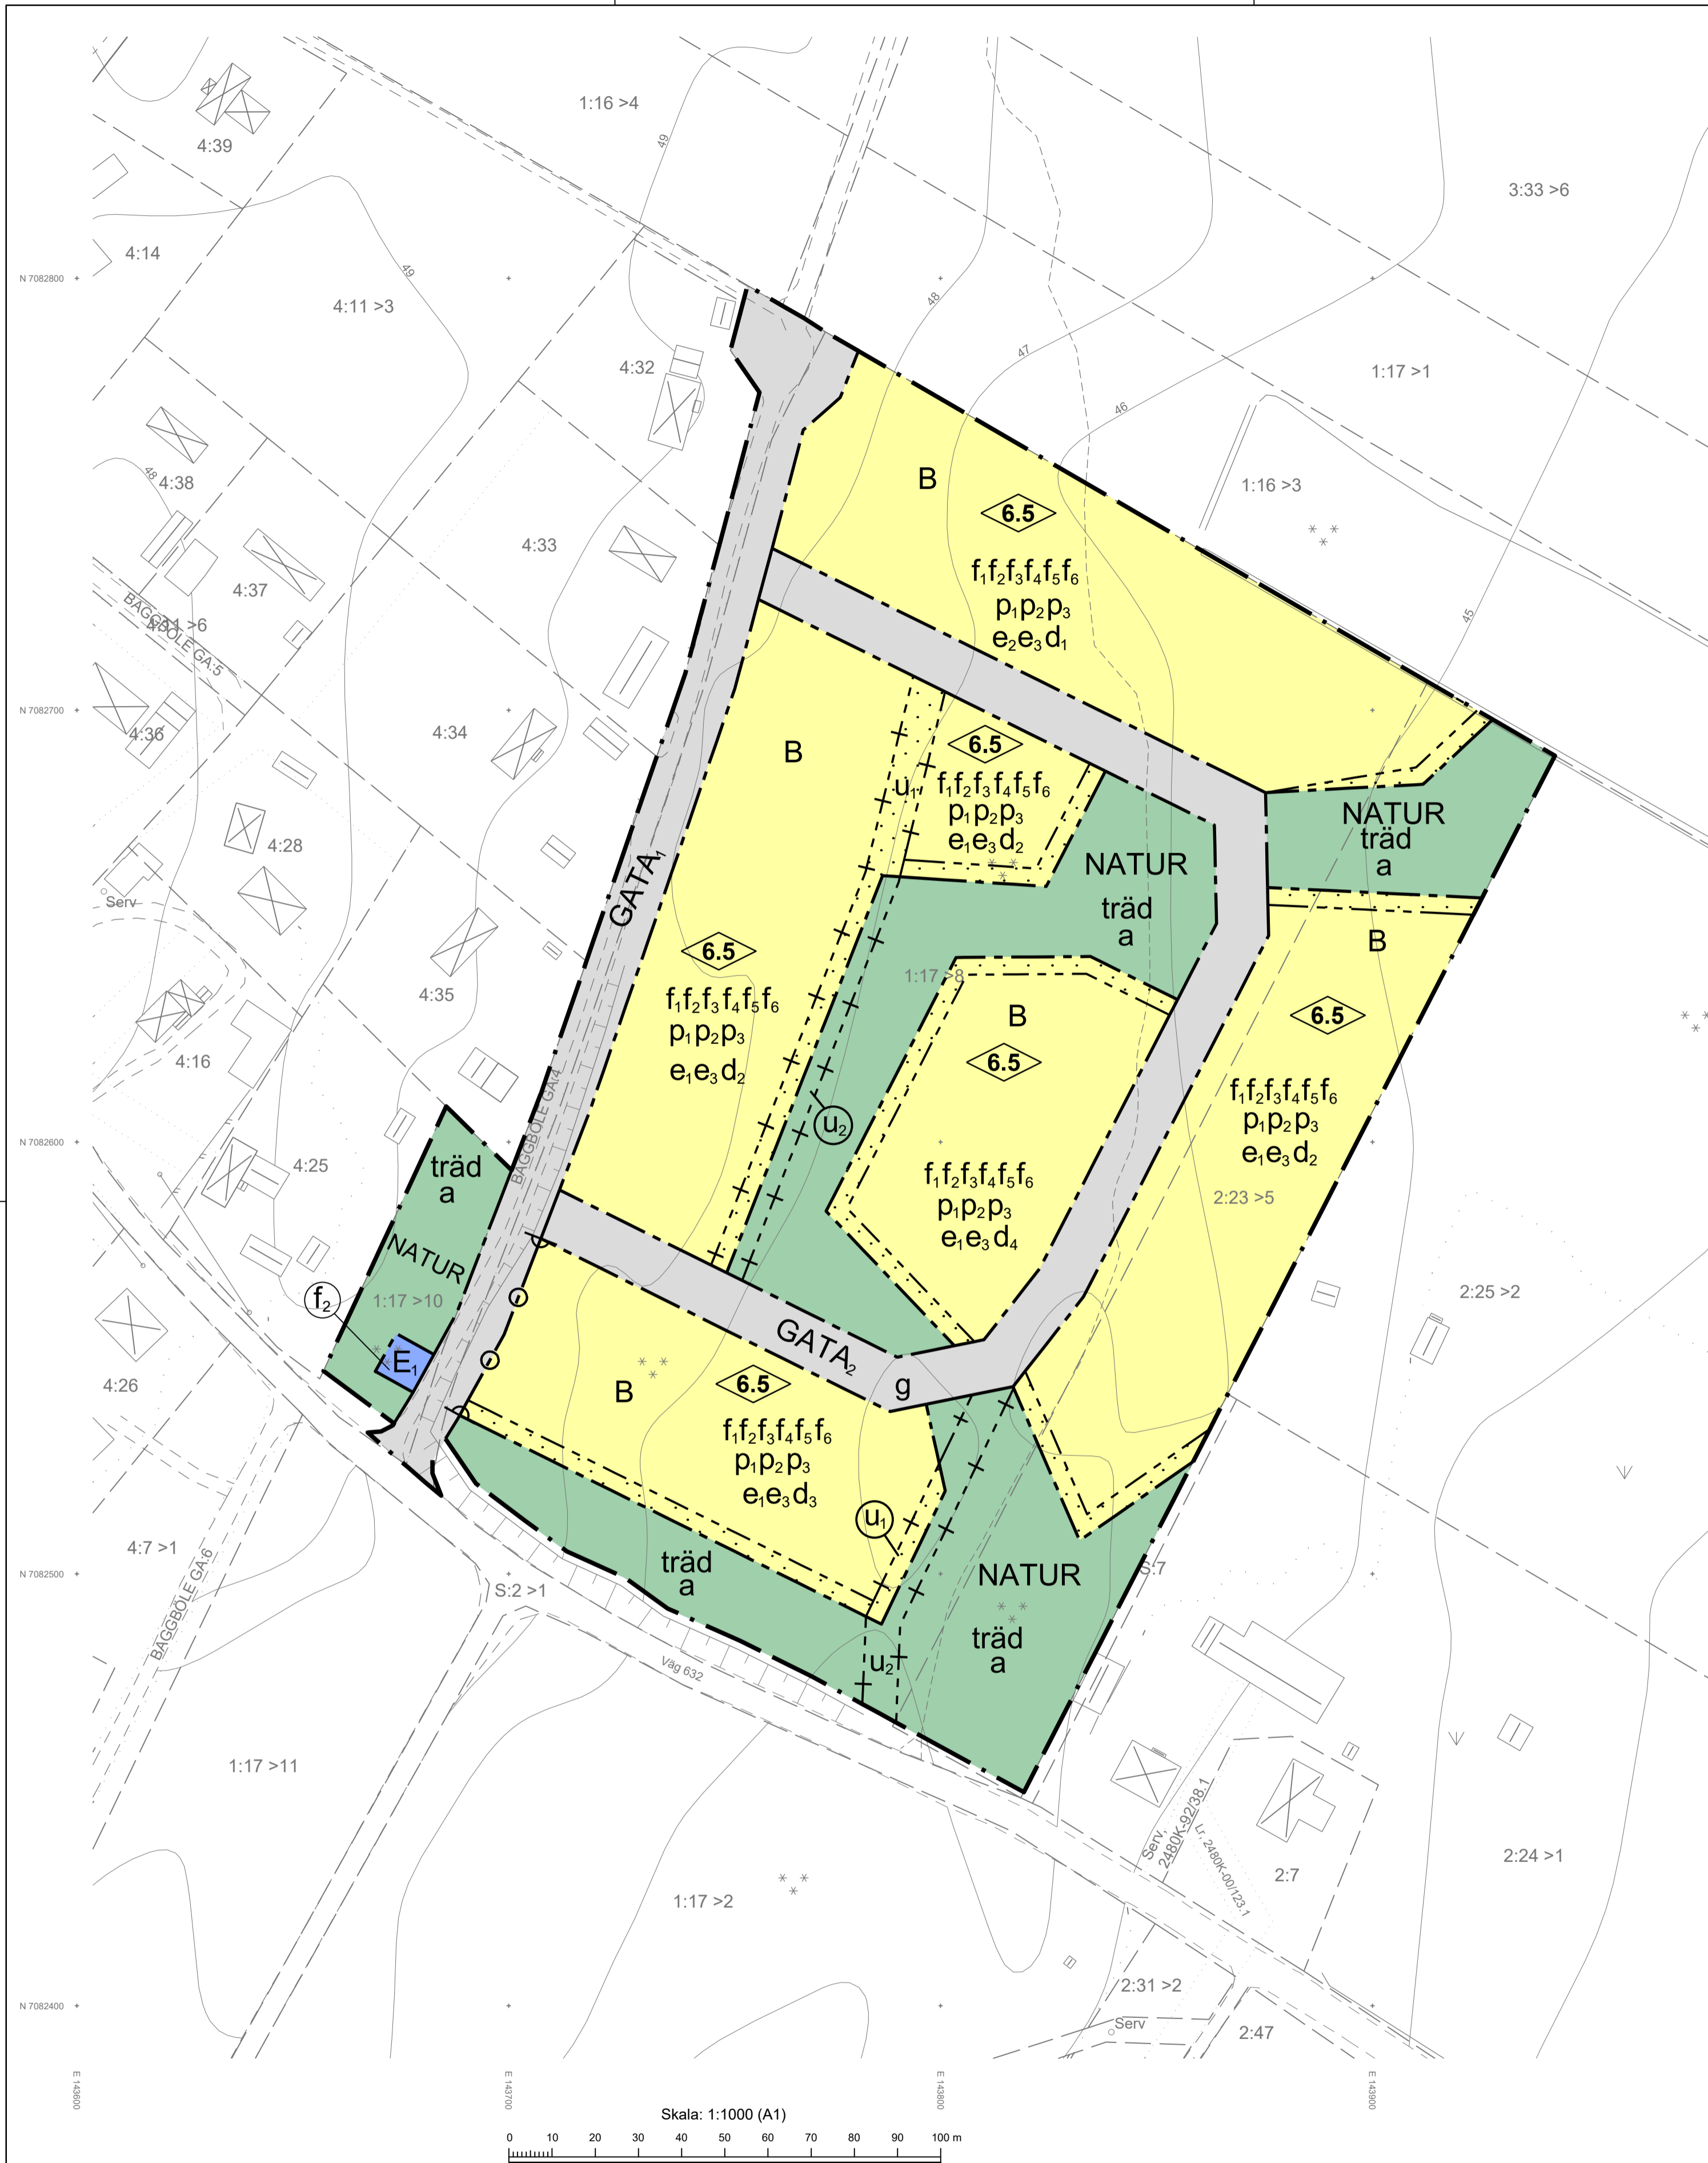 1:16 >4
49
4:39
3:33 >6
4:14
N 7082800
49
4:11 >3
48
47
4:32
1:17 >1
46
B
48
4:38
1:16 >3
6.5
4:33
f₁f₂f₃f₄f₅f₆
4:37
p₁p₂p₃
45
BAGGBÖLE GA:5
e₂e₃d₁
N 7082700
4:36
4:34
B
6.5
u₁
f₁f₂f₃f₄f₅f₆
p₁p₂p₃
e₁e₃d₂
NATUR
träd
a
4:28
NATUR
träd
a
Serv
GATA₁
B
6.5
1:17 >8
4:35
f₁f₂f₃f₄f₅f₆
p₁p₂p₃
e₁e₃d₂
B
6.5
6.5
4:16
BAGGBÖLE GA:4
f₁f₂f₃f₄f₅f₆
p₁p₂p₃
e₁e₃d₂
u₂
N 7082600
4:25
träd
a
f₁f₂f₃f₄f₅f₆
p₁p₂p₃
e₁e₃d₄
2:23 >5
NATUR
f₂
1:17 >10
2:25 >2
GATA₂
E₁
4:26
g
B
6.5
f₁f₂f₃f₄f₅f₆
p₁p₂p₃
e₁e₃d₃
u₁
4:7 >1
BAGGBÖLE GA:6
träd
a
NATUR
S:7
N 7082500
S:2 >1
träd
a
Väg 632
u₂
1:17 >11
Serv,
2480K-92/38.1
Lr, 2480K-00/123.1
2:24 >1
2:7
1:17 >2
2:31 >2
N 7082400
Serv
2:47
E 143600
E 143700
E 143800
E 143900
Skala: 1:1000 (A1)
0 10 20 30 40 50 60 70 80 90 100 m